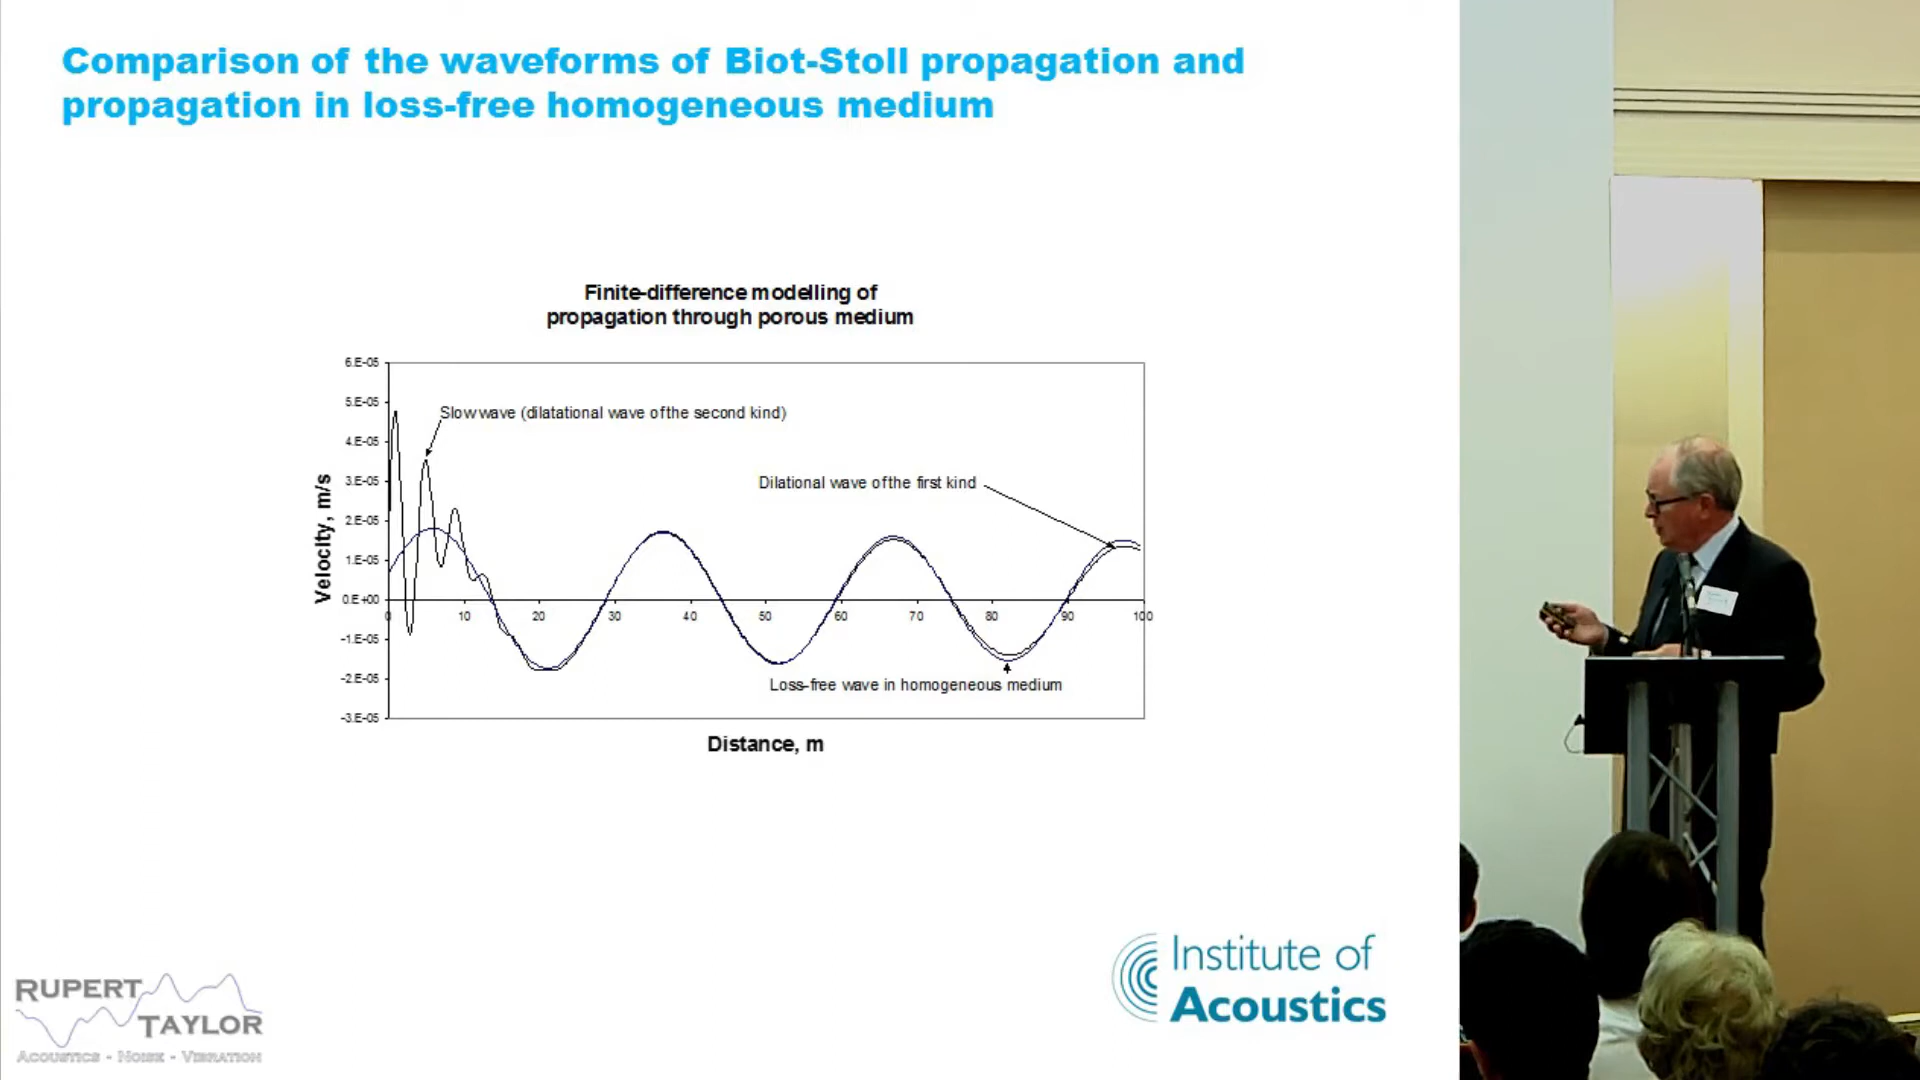 Comparison of the waveforms of Biot-Stoll propagation and
propagation in loss-free homogeneous medium
Finite-difference modelling of
propagation through porous medium
6.E-05
5.E-05
4.E-05
3.E-05
2.E-05
1.E-05
0.E+00
-1.E-05
-2.E-05
-3.E-05
Velocity, m/s
Slow wave (dilatational wave of the second kind)
Dilational wave of the first kind
0 10 20 30 40 50 60 70 80 90 100
Loss-free wave in homogeneous medium
Distance, m
RUPERT
TAYLOR
ACOUSTICS - NOISE - VIBRATION
Institute of
Acoustics